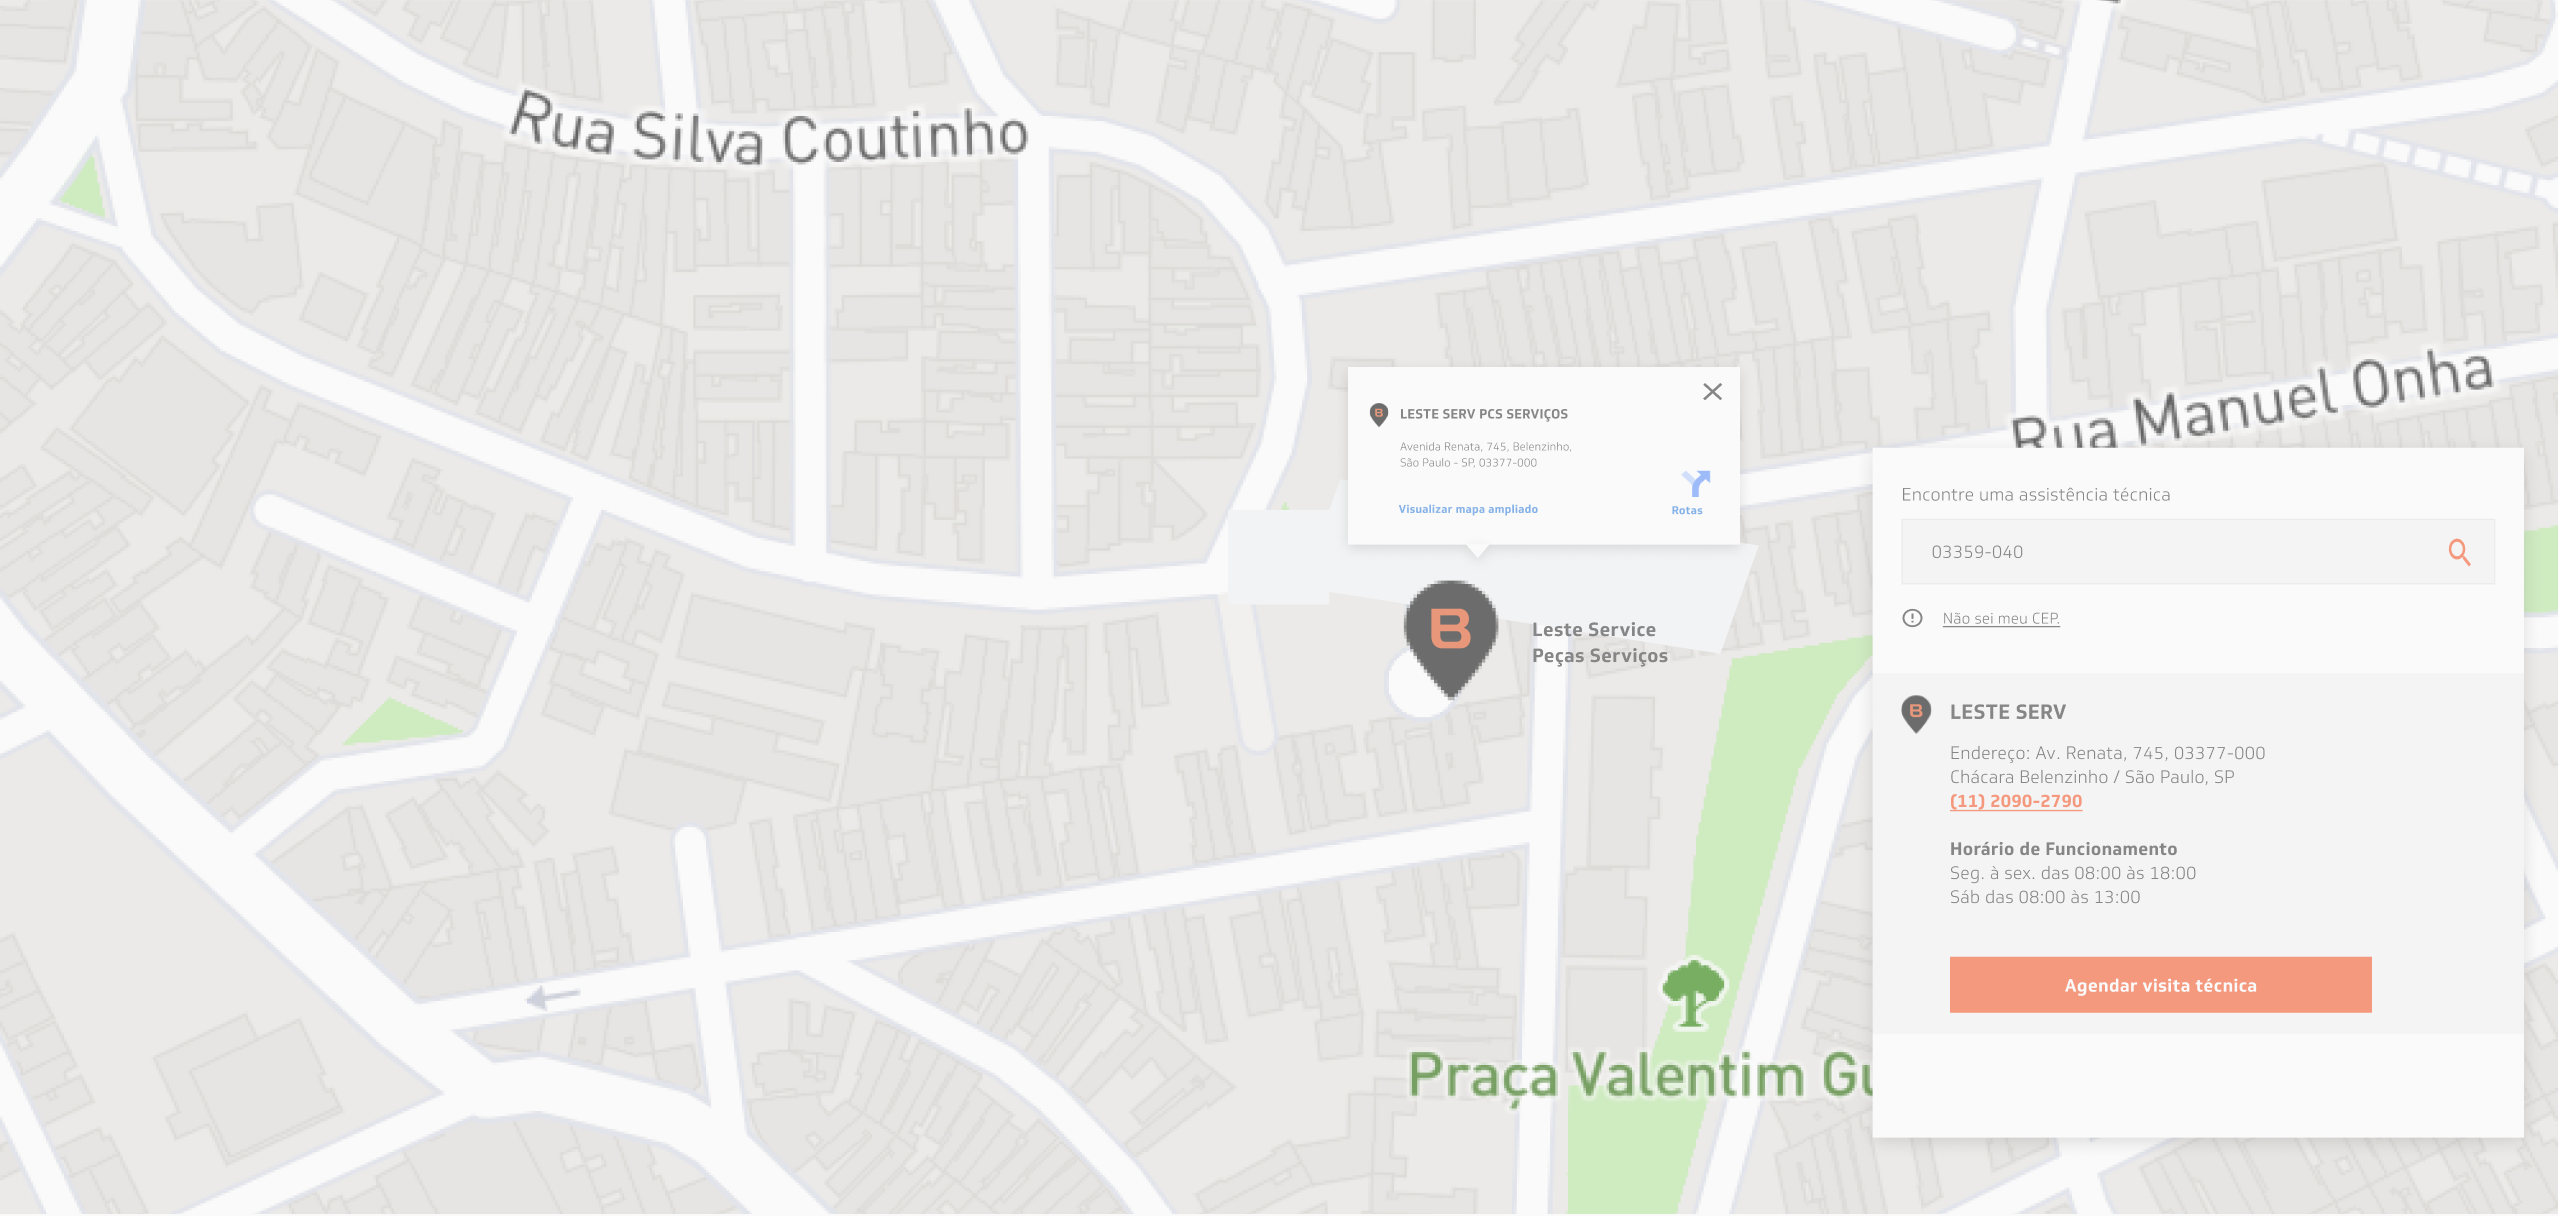 Rua Silva Coutinho
Rua Manuel Onha
LESTE SERV PCS SERVIÇOS
Avenida Renata, 745, Belenzinho,
São Paulo - SP, 03377-000
Visualizar mapa ampliado
Rotas
B
B
Leste Service
Peças Serviços
Praça Valentim Gu
Encontre uma assistência técnica
03359-040
Não sei meu CEP.
B
LESTE SERV
Endereço: Av. Renata, 745, 03377-000
Chácara Belenzinho / São Paulo, SP
(11) 2090-2790
Horário de Funcionamento
Seg. à sex. das 08:00 às 18:00
Sáb das 08:00 às 13:00
Agendar visita técnica